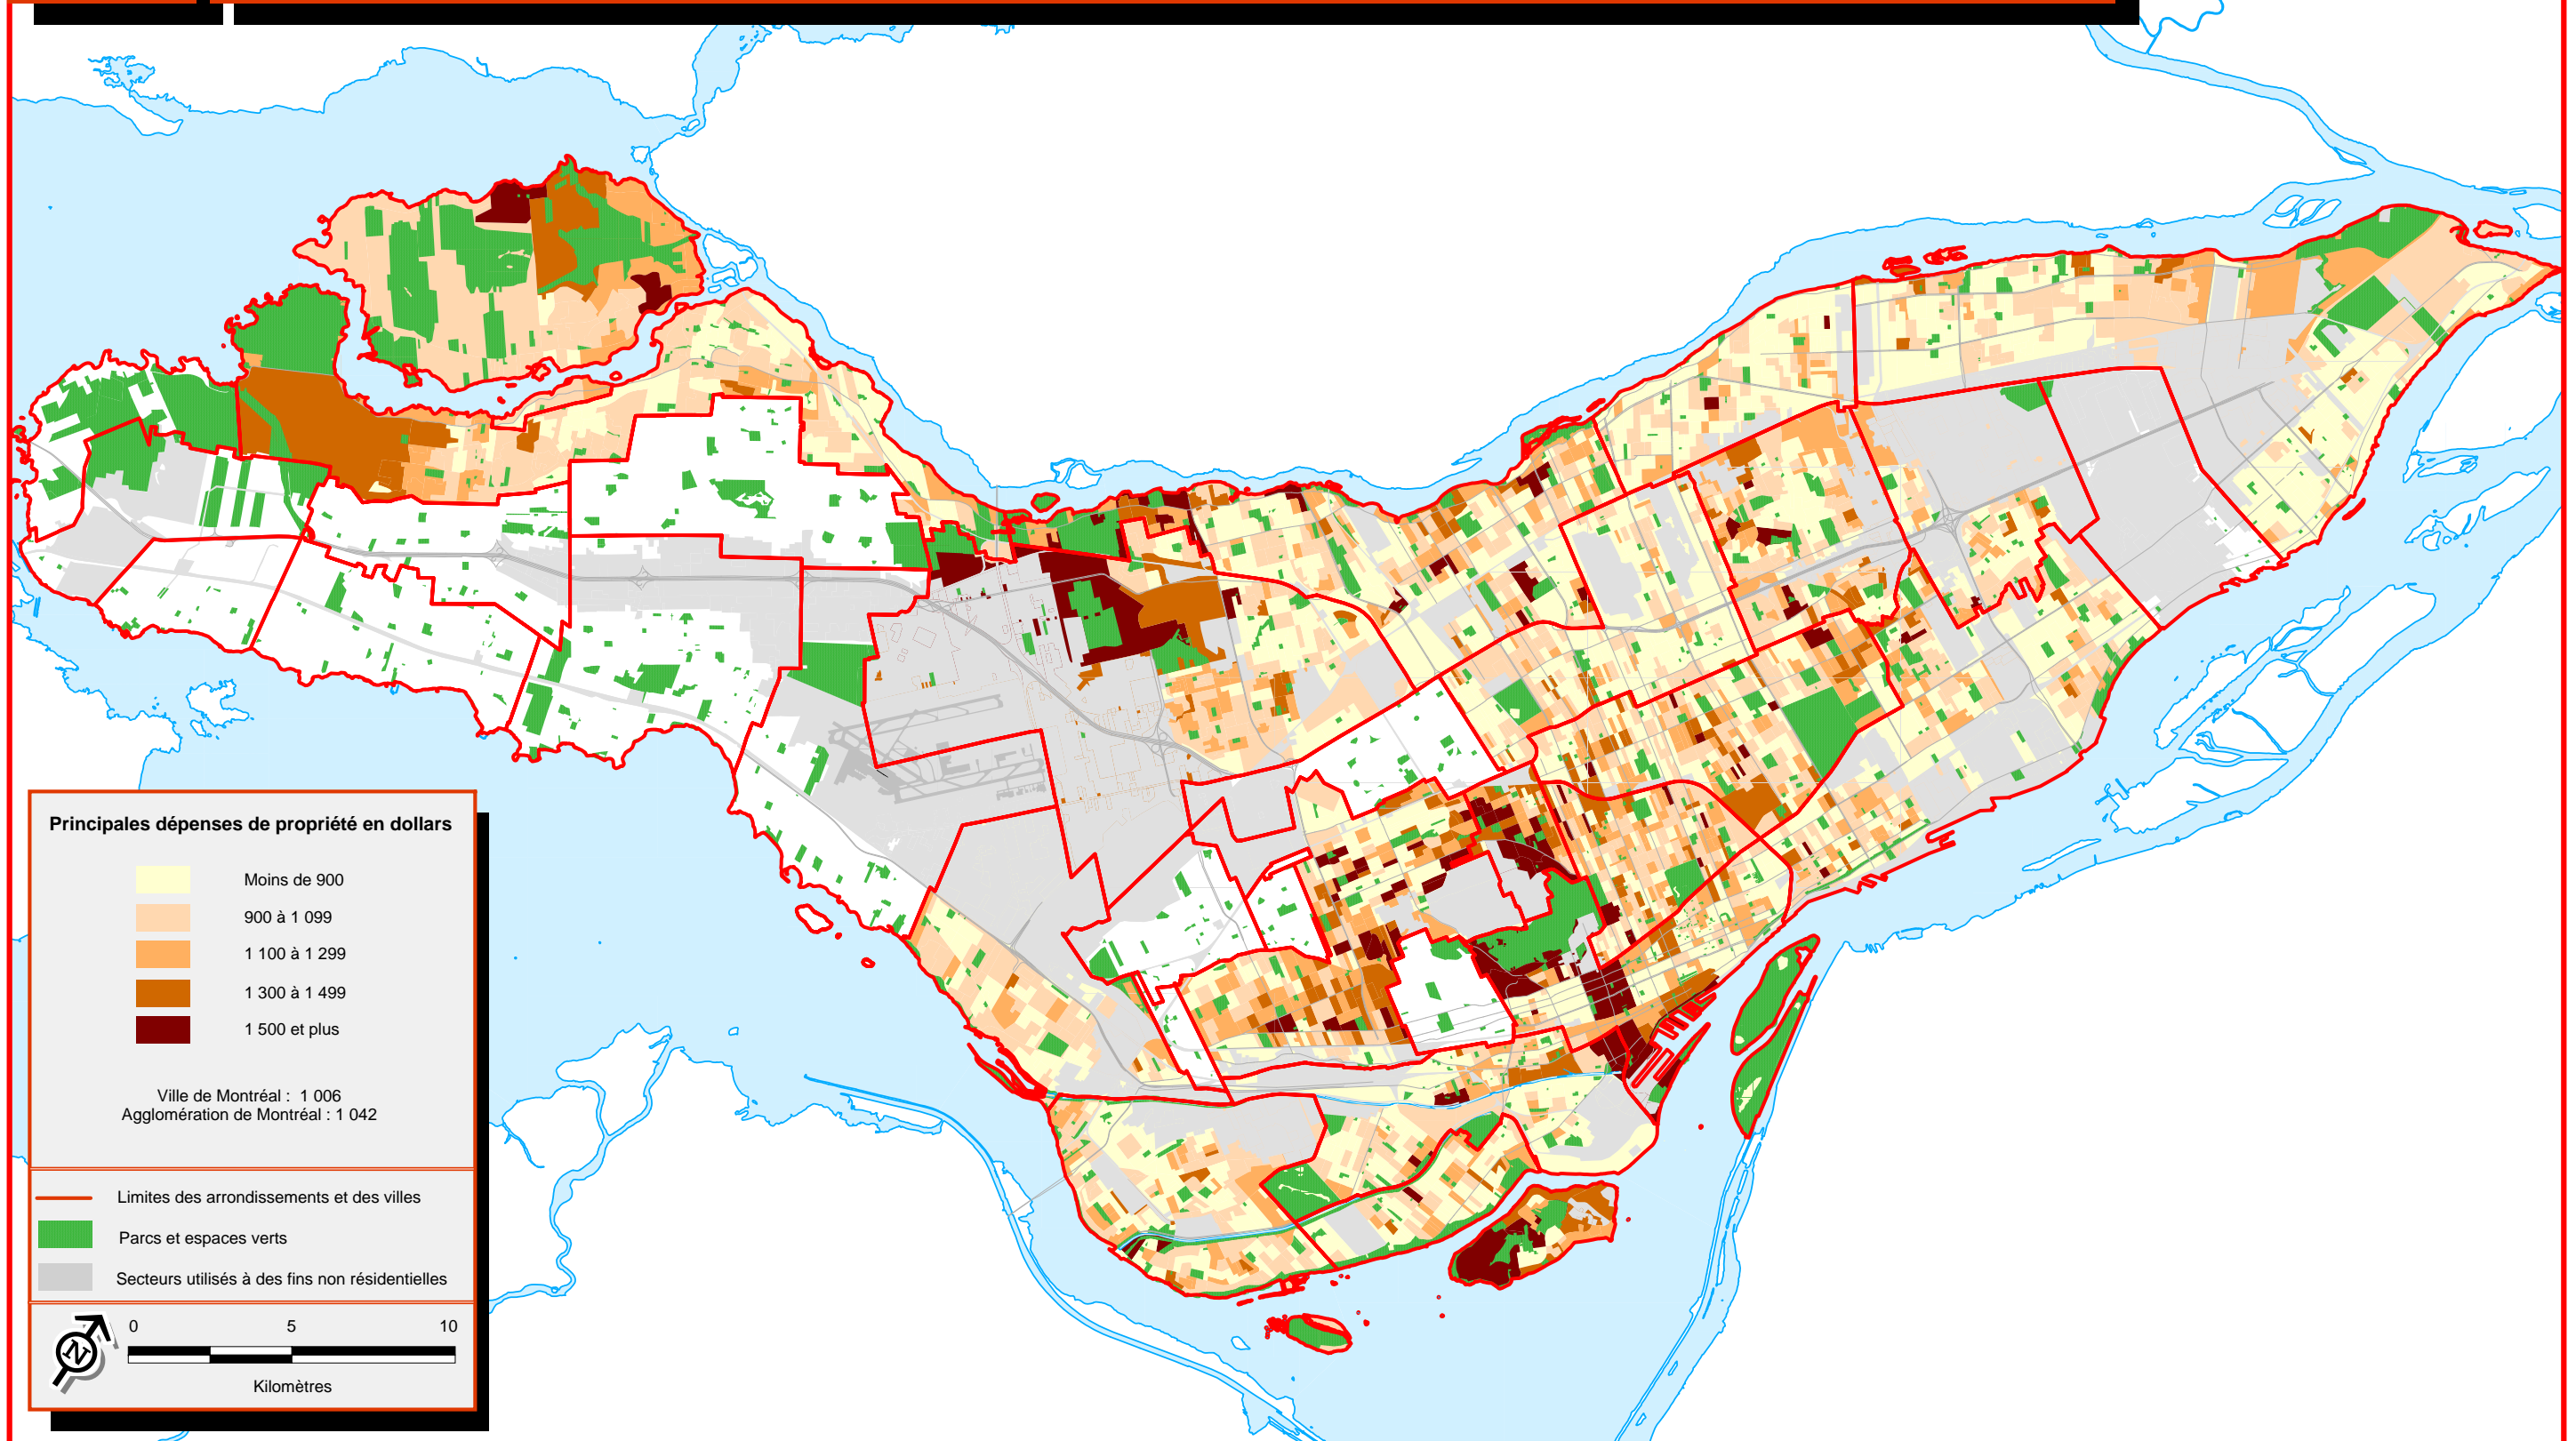 Principales dépenses de propriété en dollars
Moins de 900
900 à 1 099
1 100 à 1 299
1 300 à 1 499
1 500 et plus
Ville de Montréal : 1 006
Agglomération de Montréal : 1 042
Limites des arrondissements et des villes
Parcs et espaces verts
Secteurs utilisés à des fins non résidentielles
N
0 5 10
Kilomètres